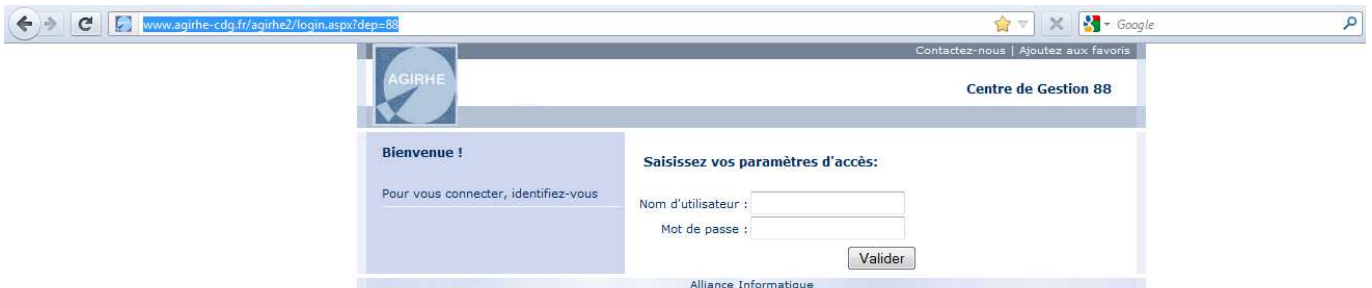 www.agirhe-cdg.fr/agirhe2/login.aspx?dep=88
Google
Contactez-nous | Ajoutez aux favoris
AGIRHE
Centre de Gestion 88
Bienvenue !
Saisissez vos paramètres d'accès:
Pour vous connecter, identifiez-vous
Nom d'utilisateur :
Mot de passe :
Valider
Alliance Informatique